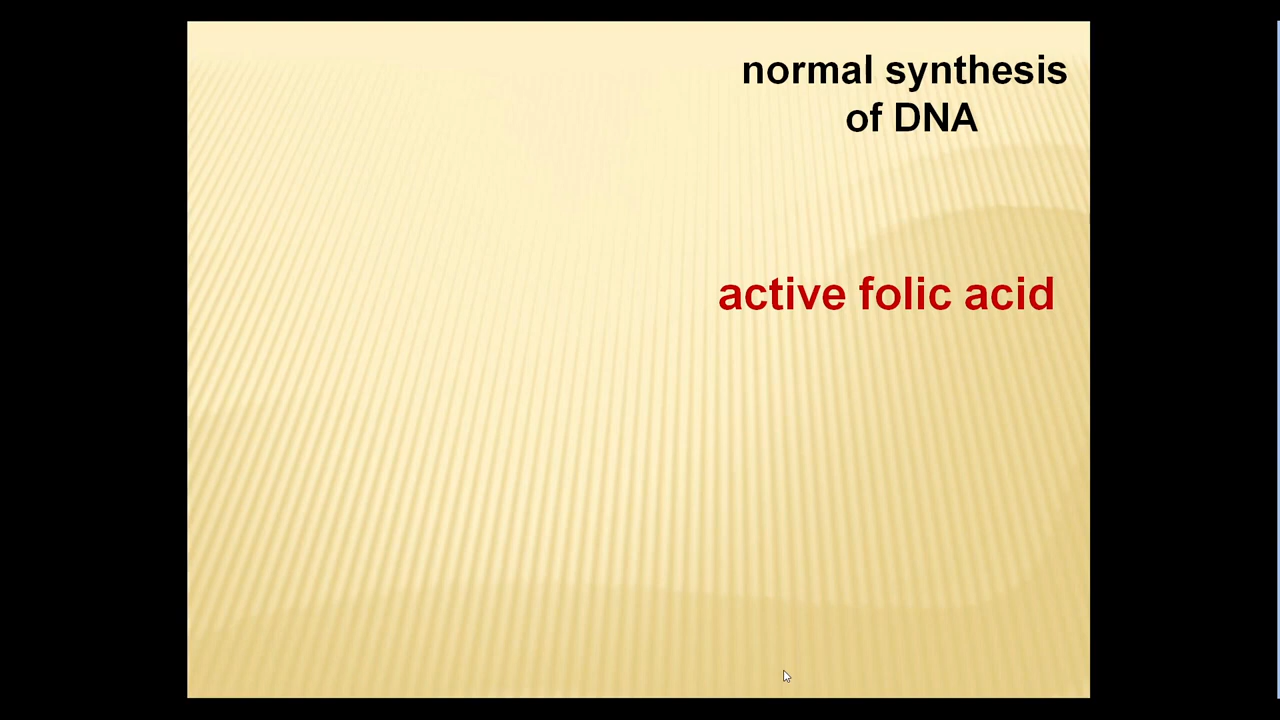 normal synthesis
of DNA
active folic acid